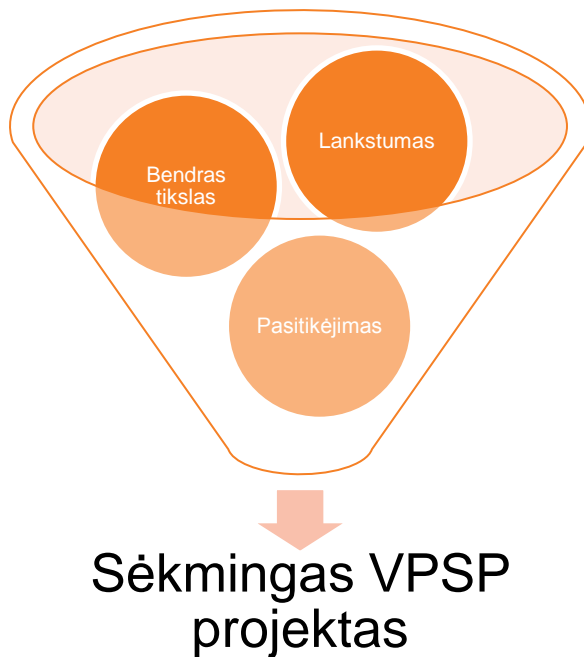 Lankstumas
Bendras
tikslas
Pasitikėjimas
Sėkmingas VPSP
projektas